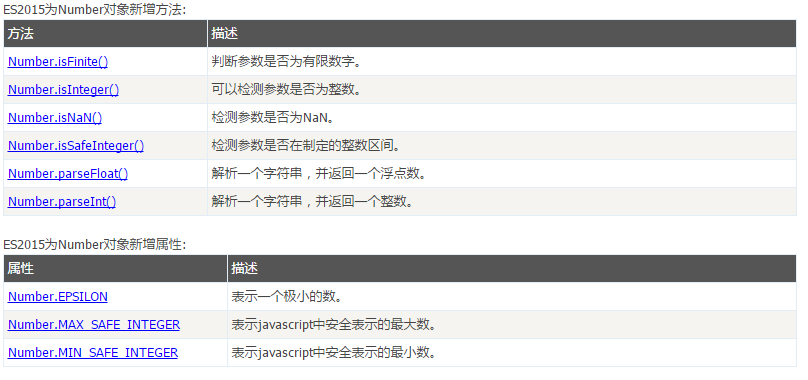 ES2015为Number对象新增方法:
方法 描述
Number.isFinite() 判断参数是否为有限数字。
Number.isInteger() 可以检测参数是否为整数。
Number.isNaN() 检测参数是否为NaN。
Number.isSafeInteger() 检测参数是否在制定的整数区间。
Number.parseFloat() 解析一个字符串，并返回一个浮点数。
Number.parseInt() 解析一个字符串，并返回一个整数。
ES2015为Number对象新增属性:
属性 描述
Number.EPSILON 表示一个极小的数。
Number.MAX_SAFE_INTEGER 表示javascript中安全表示的最大数。
Number.MIN_SAFE_INTEGER 表示javascript中安全表示的最小数。